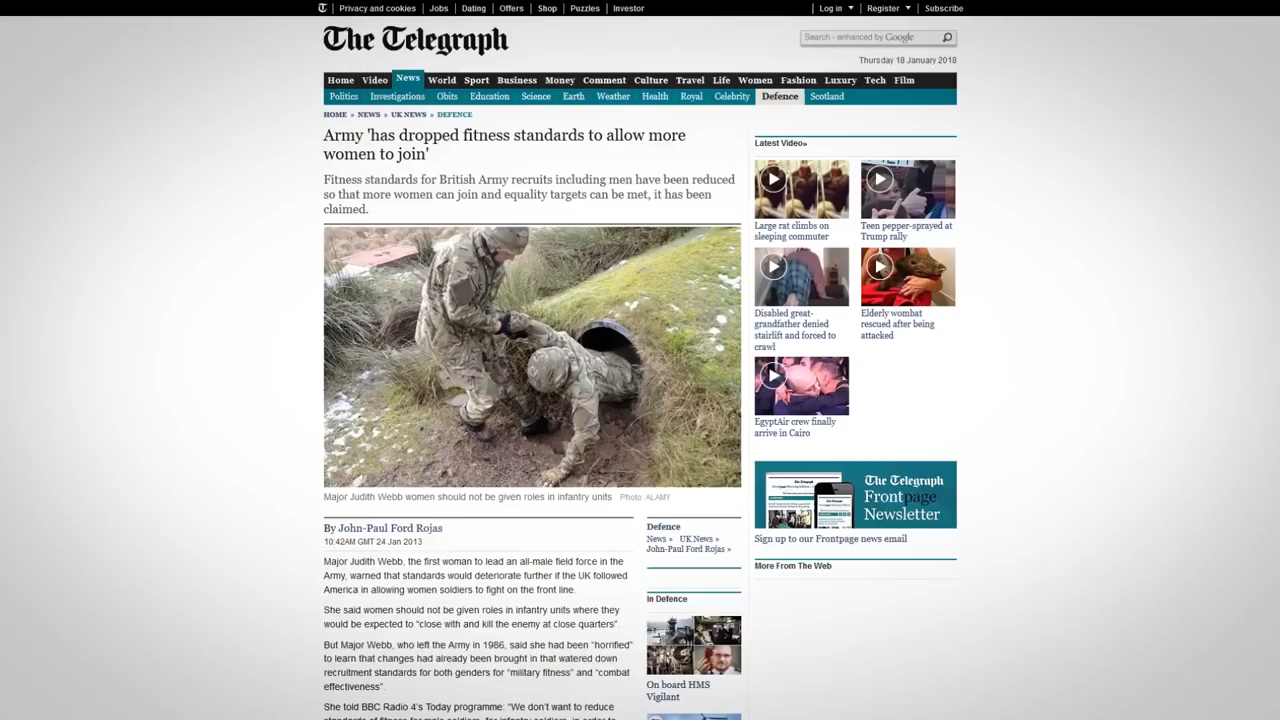 Privacy and cookies Jobs Dating Offers Shop Puzzles Investor Log in Register Subscribe
The Telegraph
Search - enhanced by Google
Thursday 18 January 2018
Home Video News World Sport Business Money Comment Culture Travel Life Women Fashion Luxury Tech Film
Politics Investigations Obits Education Science Earth Weather Health Royal Celebrity Defence Scotland
HOME » NEWS » UK NEWS » DEFENCE
Army 'has dropped fitness standards to allow more
women to join'
Fitness standards for British Army recruits including men have been reduced
so that more women can join and equality targets can be met, it has been
claimed.
Major Judith Webb women should not be given roles in infantry units Photo: ALAMY
By John-Paul Ford Rojas
10:42AM GMT 24 Jan 2013
Major Judith Webb, the first woman to lead an all-male field force in the
Army, warned that standards would deteriorate further if the UK followed
America in allowing women soldiers to fight on the front line.
She said women should not be given roles in infantry units where they
would be expected to “close with and kill the enemy at close quarters”.
But Major Webb, who left the Army in 1986, said she had been “horrified”
to learn that changes had already been brought in that watered down
recruitment standards for both genders for “military fitness” and “combat
effectiveness”.
She told BBC Radio 4’s Today programme: “We don’t want to reduce
standards of fitness for male soldiers, for infantry soldiers, in order to
Defence
News » UK News »
John-Paul Ford Rojas »
In Defence
On board HMS
Vigilant
Latest Video»
Large rat climbs on
sleeping commuter
Teen pepper-sprayed at
Trump rally
Disabled great-
grandfather denied
stairlift and forced to
crawl
Elderly wombat
rescued after being
attacked
EgyptAir crew finally
arrive in Cairo
The Telegraph
Frontpage
Newsletter
Sign up to our Frontpage news email
More From The Web